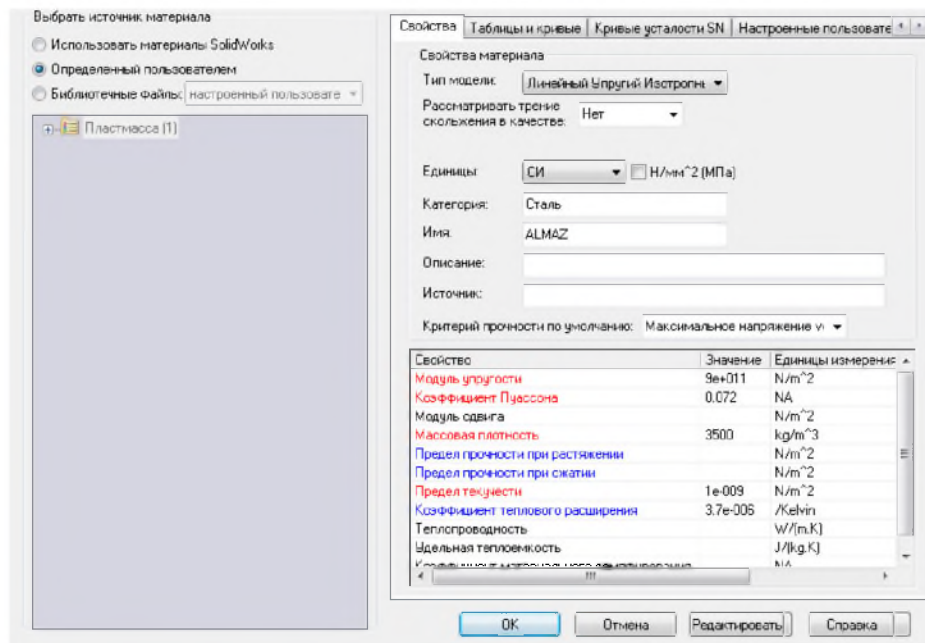 Выбрать источник материала
Использовать материалы SolidWorks
Определенный пользователем
Библиотечные файлы: настроенный пользовате
Пластмасса (1)
Свойства Таблицы и кривые Кривые усталости SN Настроенные пользовате
Свойства материала
Тип модели: Линейный Упругий Изотропны
Рассматривать трение скольжения в качестве: Нет
Единицы: СИ Н/мм^2 (МПа)
Категория: Сталь
Имя: ALMAZ
Описание:
Источник:
Критерий прочности по умолчанию: Максимальное напряжение v
Свойство Значение Единицы измерения
Модуль упругости 9e+011 N/m^2
Коэффициент Пуассона 0.072 NA
Модуль сдвига N/m^2
Массовая плотность 3500 kg/m^3
Предел прочности при растяжении N/m^2
Предел прочности при сжатии N/m^2
Предел текучести 1e-009 N/m^2
Коэффициент теплового расширения 3.7e-006 /Kelvin
Теплопроводность W/(m.K)
Удельная теплоемкость J/(kg.K)
Коэффициент материального демпфирования NA
OK Отмена Редактировать Справка